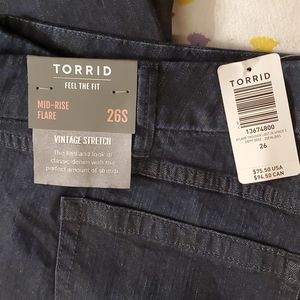 TORRID
FEEL THE FIT
MID-RISE
FLARE
26S
VINTAGE STRETCH
The feel and look of
classic denim with the
perfect amount of stretch
TORRID
13674800
26
$75.50 USA
$94.50 CAN